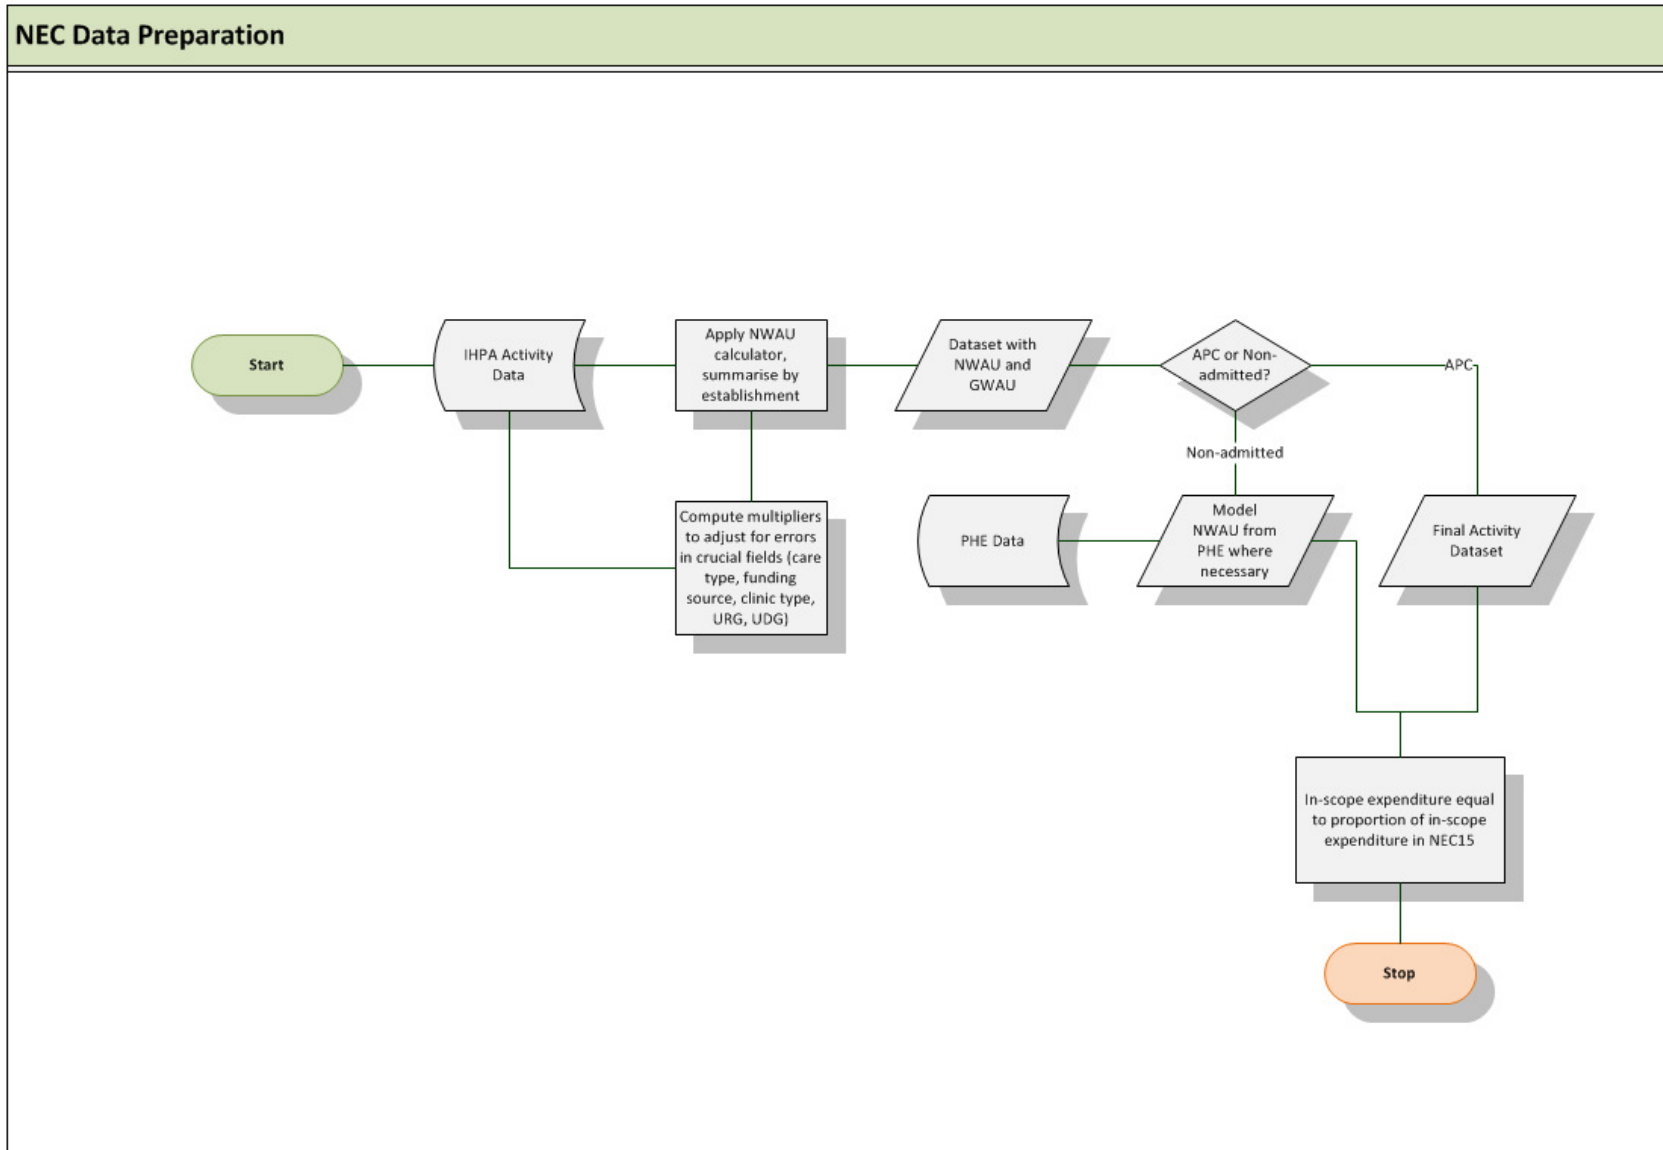 NEC Data Preparation
Start
IHPA Activity
Data
Apply NWAU
calculator,
summarise by
establishment
Dataset with
NWAU and
GWAU
APC or Non-
admitted?
APC
Non-admitted
Compute multipliers
to adjust for errors
in crucial fields (care
type, funding
source, clinic type,
URG, UDG)
PHE Data
Model
NWAU from
PHE where
necessary
Final Activity
Dataset
In-scope expenditure equal
to proportion of in-scope
expenditure in NEC15
Stop